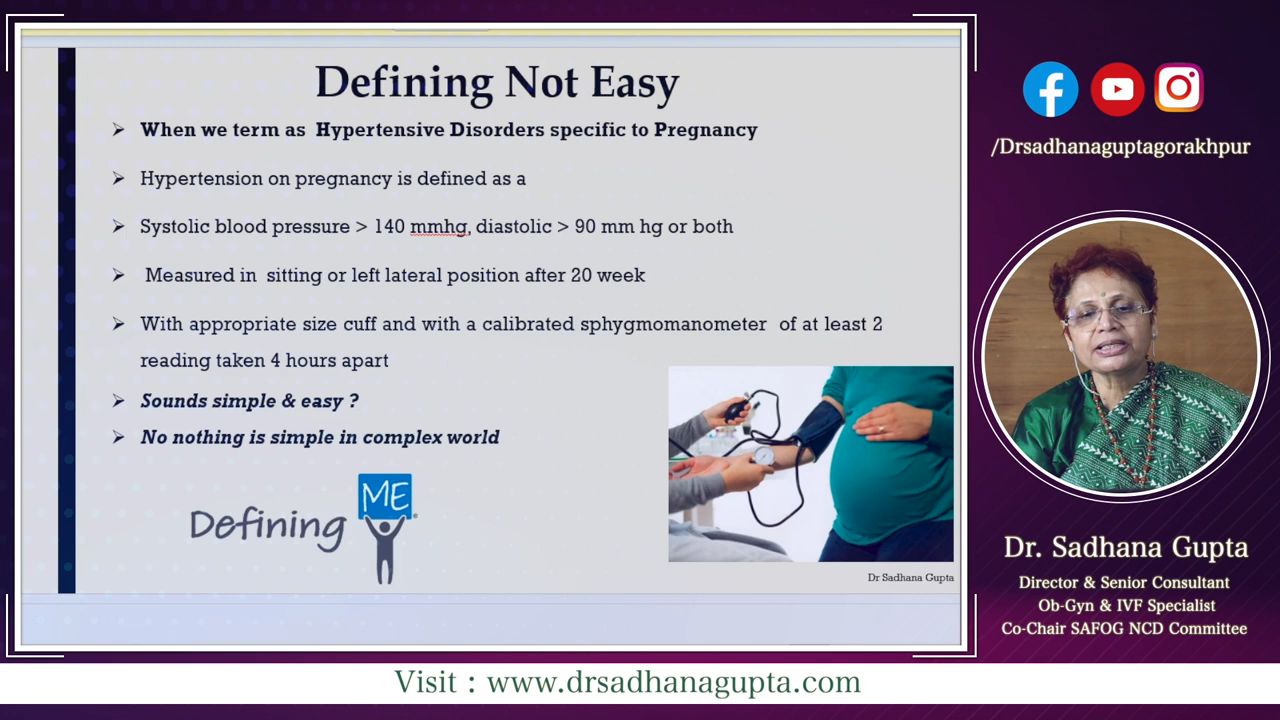 Defining Not Easy
When we term as Hypertensive Disorders specific to Pregnancy
Hypertension on pregnancy is defined as a
Systolic blood pressure > 140 mmhg, diastolic > 90 mm hg or both
Measured in sitting or left lateral position after 20 week
With appropriate size cuff and with a calibrated sphygmomanometer of at least 2
reading taken 4 hours apart
Sounds simple & easy ?
No nothing is simple in complex world
Defining ME
Dr Sadhana Gupta
/Drsadhanaguptagorakhpur
Dr. Sadhana Gupta
Director & Senior Consultant
Ob-Gyn & IVF Specialist
Co-Chair SAFOG NCD Committee
Visit : www.drsadhanagupta.com